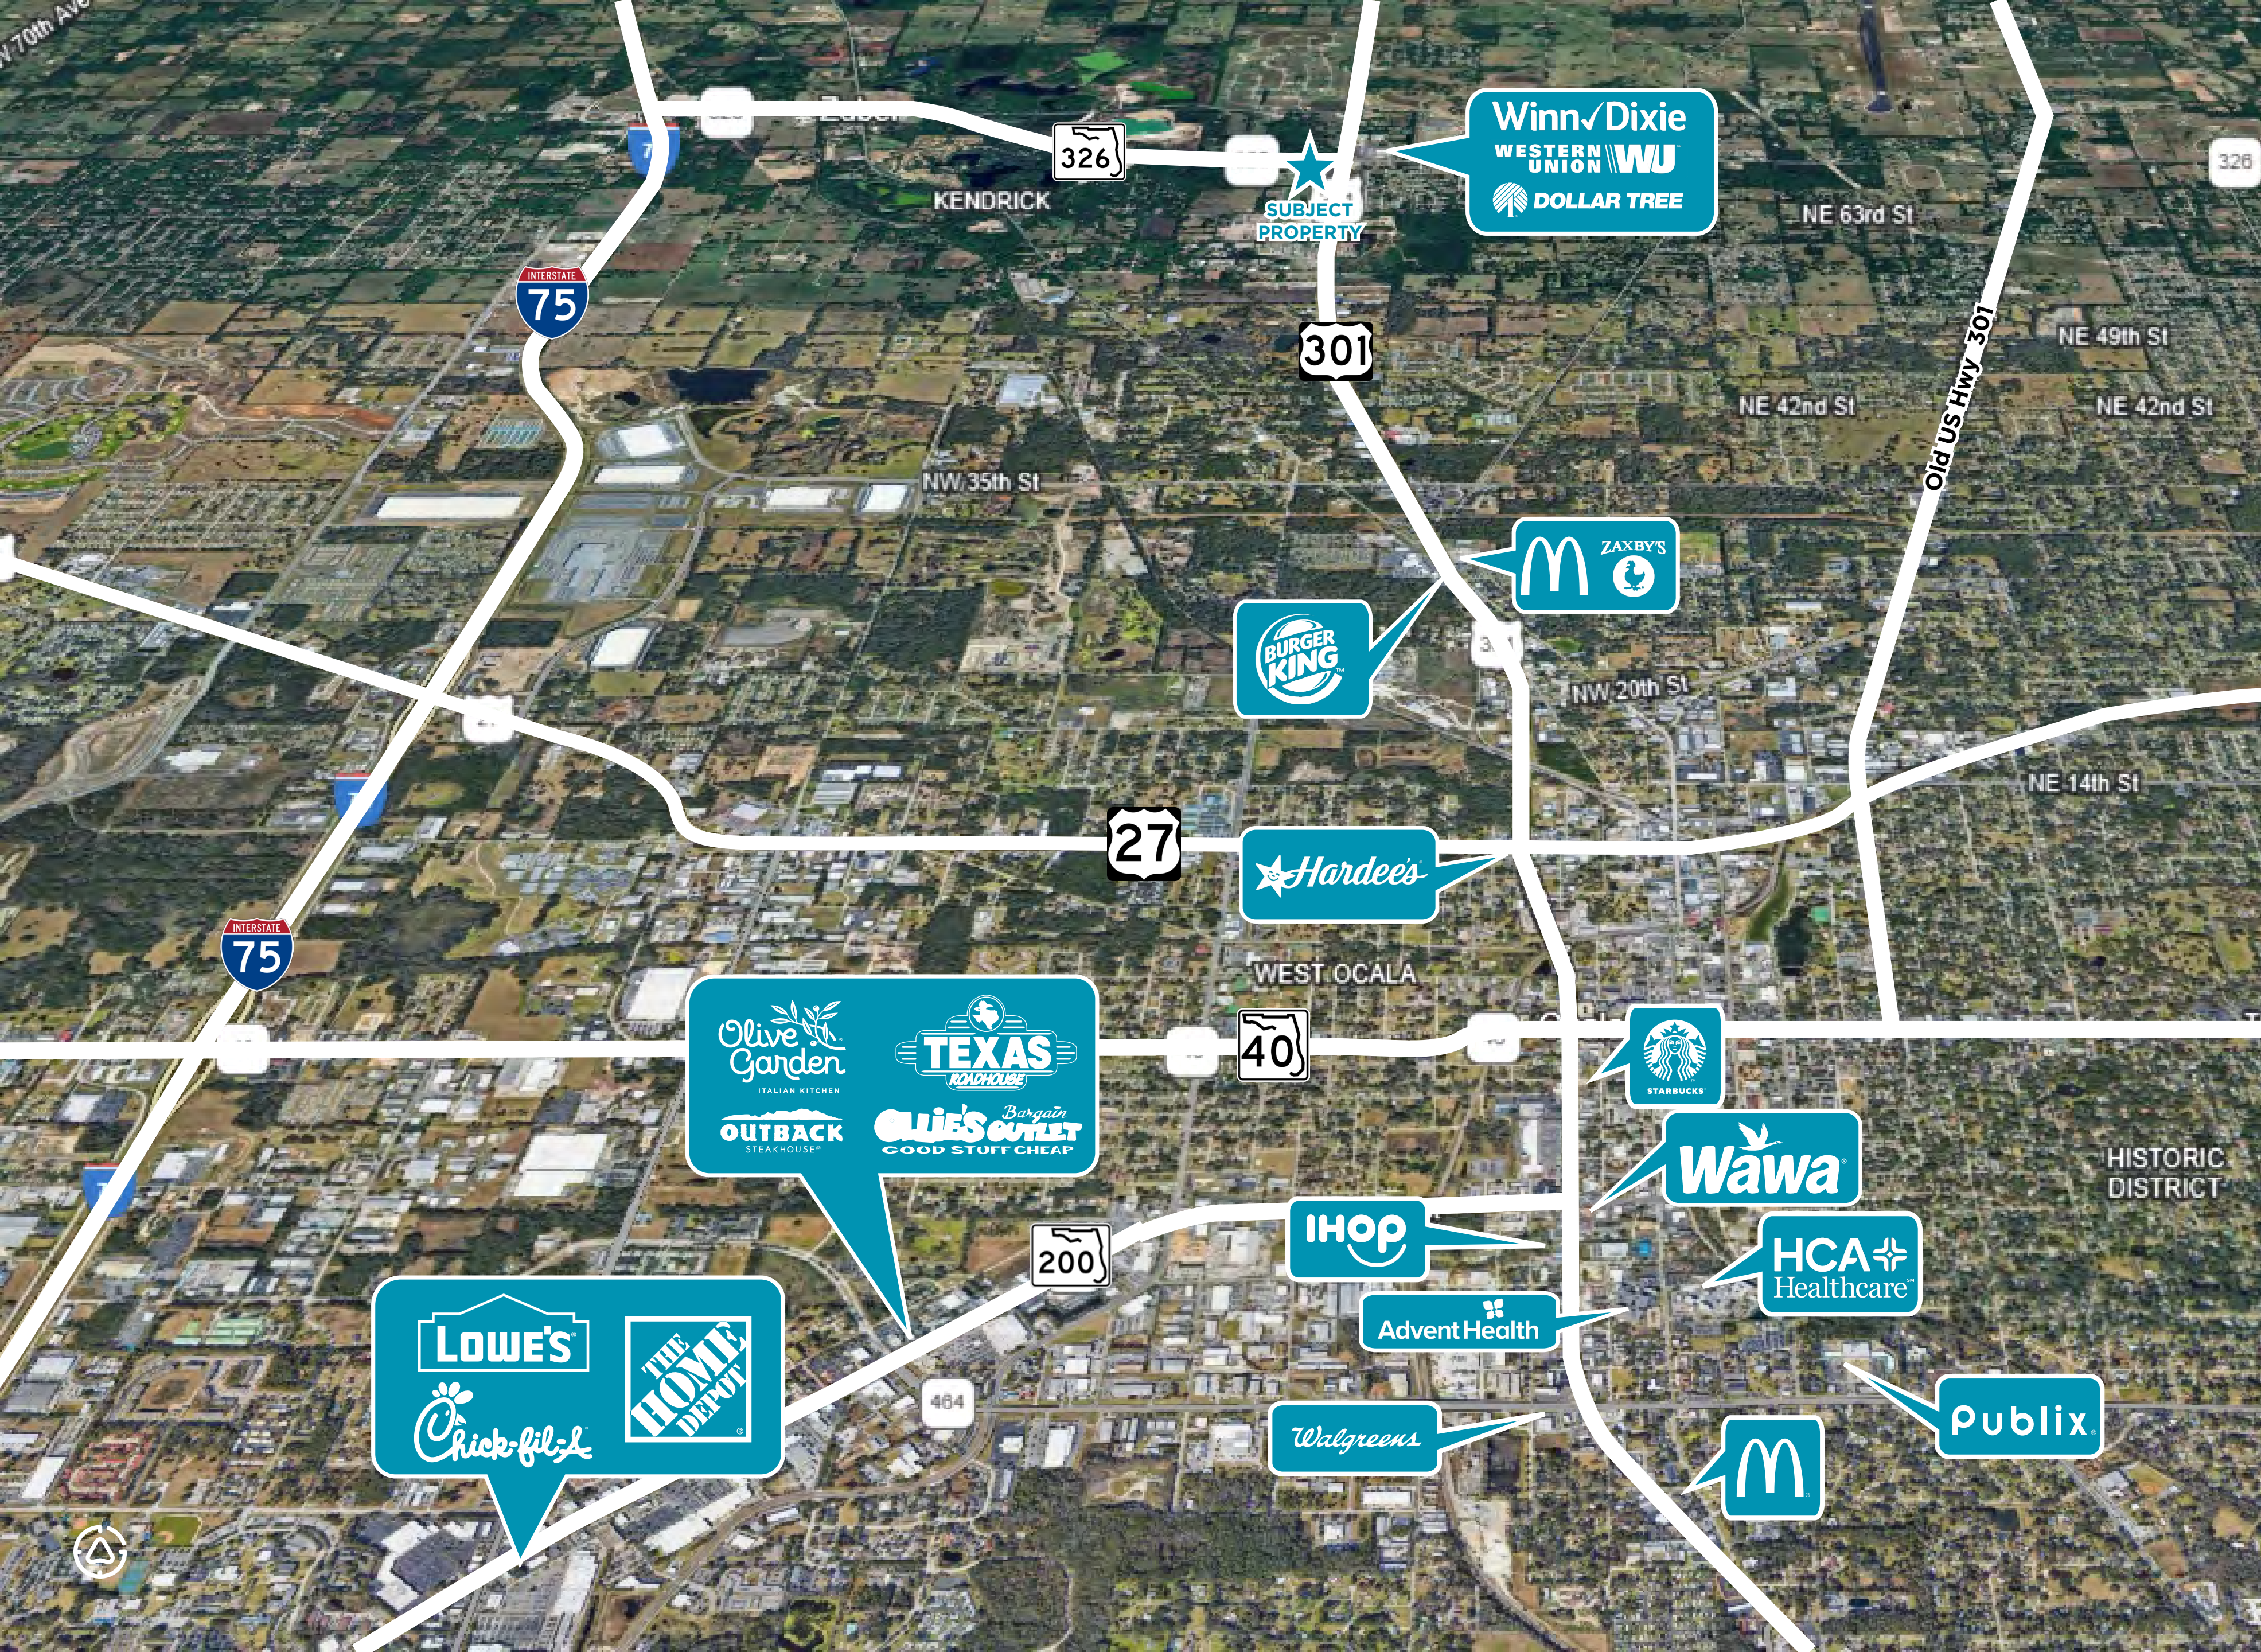 W 70th Ave
326
SUBJECT
PROPERTY
KENDRICK
Winn Dixie
WESTERN
UNION WU
DOLLAR TREE
NE 63rd St
326
INTERSTATE
75
301
Old US Hwy 301
NE 49th St
NE 42nd St
NE 42nd St
NW 35th St
ZAXBY'S
BURGER
KING™
NW 20th St
NE 14th St
27
Hardee's
INTERSTATE
75
WEST OCALA
Olive
Garden
ITALIAN KITCHEN
TEXAS
ROADHOUSE
OUTBACK
STEAKHOUSE®
OLLIE'S Bargain OUTLET
GOOD STUFF CHEAP
40
STARBUCKS
Wawa®
HISTORIC
DISTRICT
IHOP
200
HCA
Healthcare℠
AdventHealth
LOWE'S®
Chick-fil-A
THE
HOME
DEPOT®
464
Walgreens
Publix®